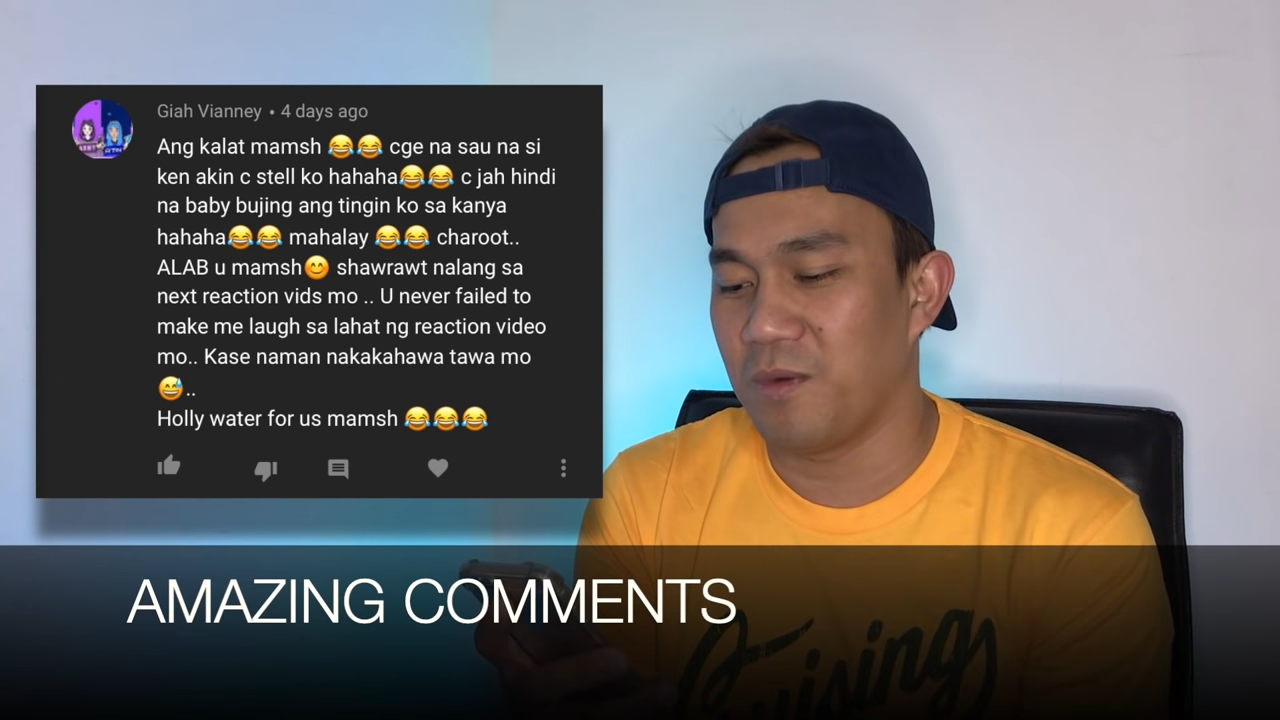 Giah Vianney • 4 days ago
Ang kalat mamsh 😂😂 cge na sau na si
ken akin c stell ko hahaha😂😂 c jah hindi
na baby bujing ang tingin ko sa kanya
hahaha😂😂 mahalay 😂😂 charoot..
ALAB u mamsh😊 shawrawt nalang sa
next reaction vids mo .. U never failed to
make me laugh sa lahat ng reaction video
mo.. Kase naman nakakahawa tawa mo
😅..
Holly water for us mamsh 😂😂😂
AMAZING COMMENTS